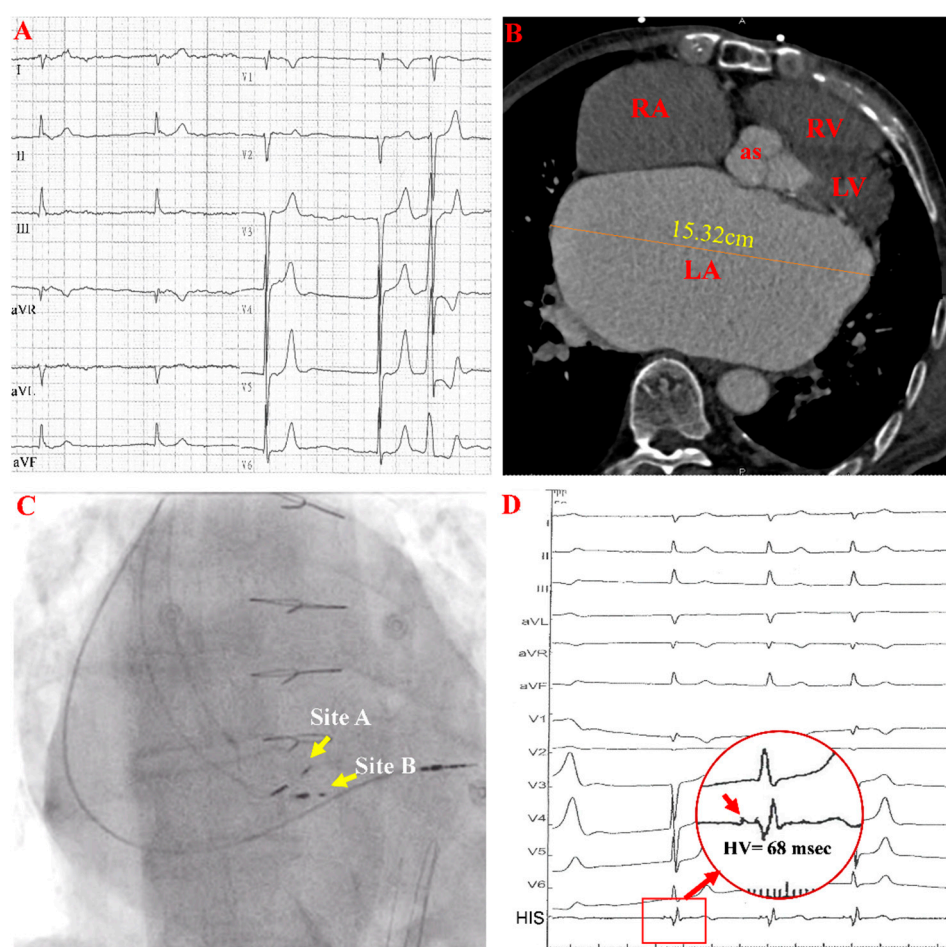 A
I
II
III
aVR
aVL
aVF
V1
V2
V3
V4
V5
V6
B
A
RA
RV
as
LV
15.32cm
LA
P
C
Site A
Site B
D
I
II
III
aVL
aVR
aVF
V1
V2
V3
V4
V5
V6
HIS
HV= 68 msec